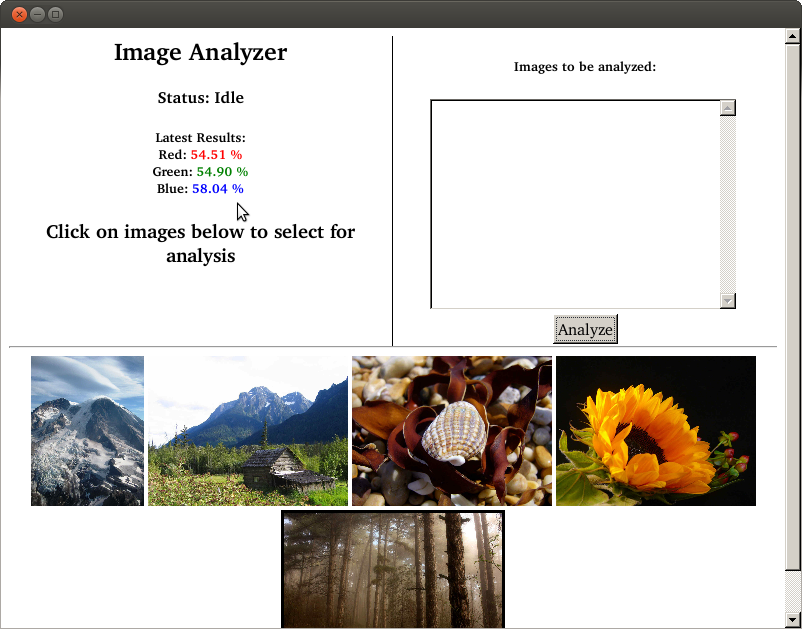 Image Analyzer
Status: Idle
Latest Results:
Red: 54.51 %
Green: 54.90 %
Blue: 58.04 %
Click on images below to select for
analysis
Images to be analyzed:
Analyze